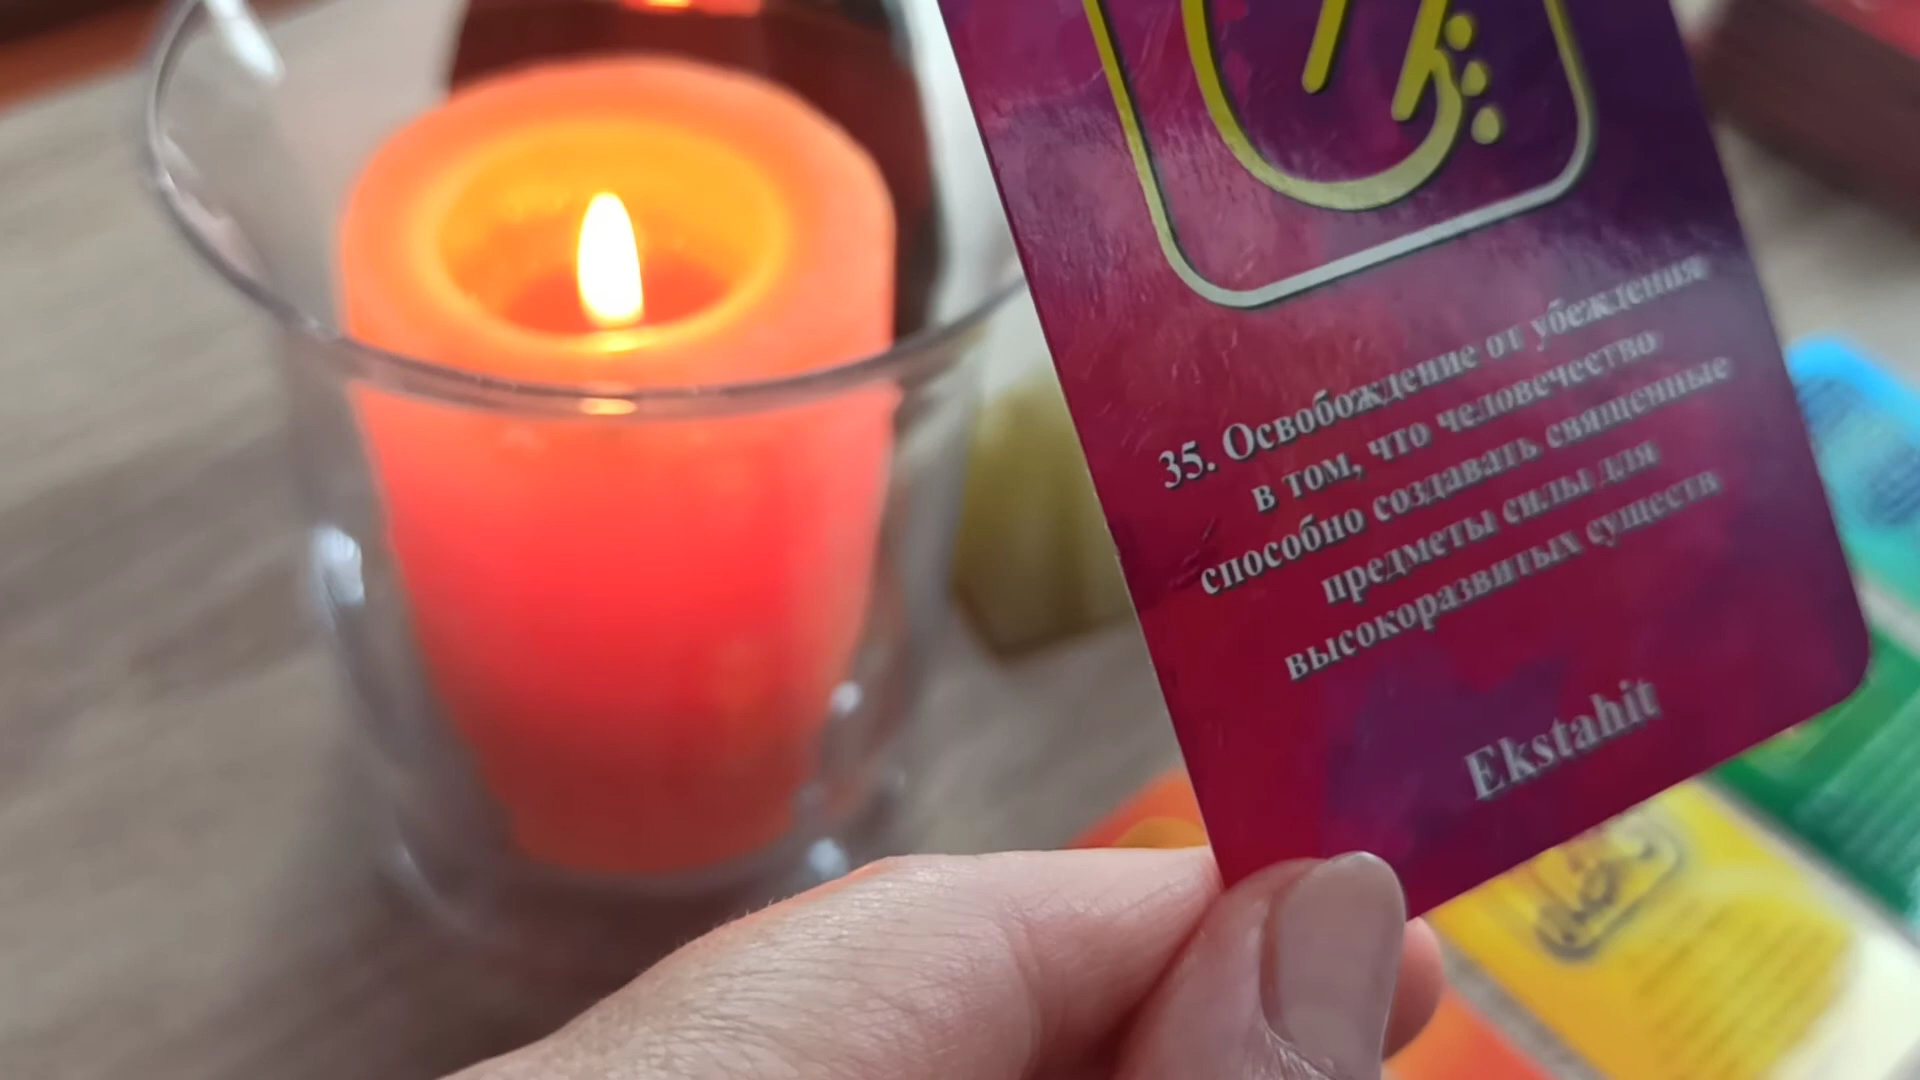 35. Освобождение от убеждения
в том, что человечество
способно создавать священные
предметы силы для
высокоразвитых существ
Ekstahit